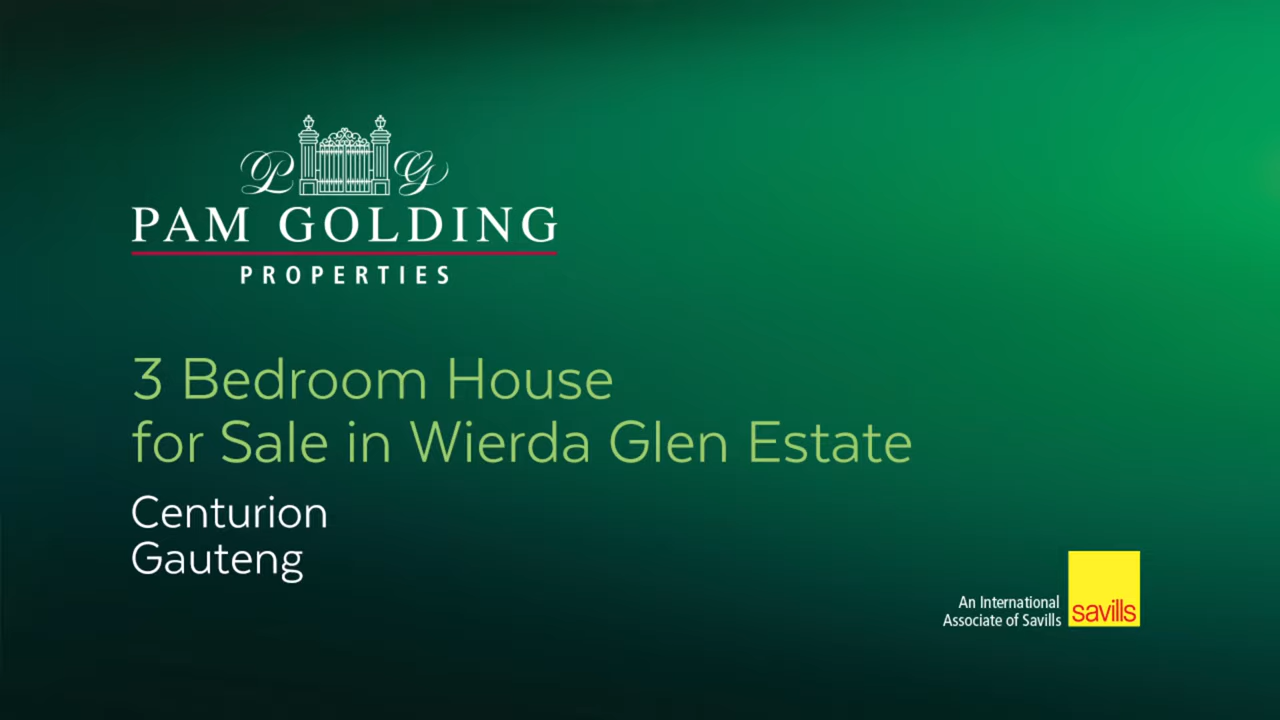 P G
PAM GOLDING
PROPERTIES
3 Bedroom House
for Sale in Wierda Glen Estate
Centurion
Gauteng
An International
Associate of Savills
savills